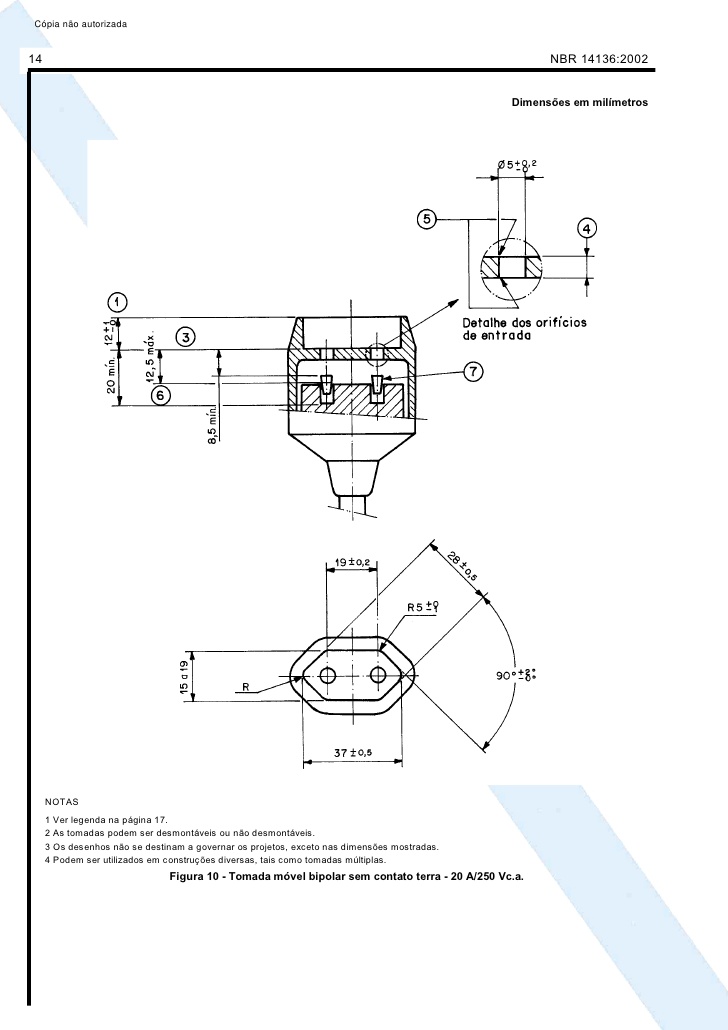 Cópia não autorizada
14
NBR 14136:2002
Dimensões em milímetros
Ø5 +0,2 -0
5
4
1
12 +1 -0
3
12,5 máx.
20 mín.
6
8,5 mín.
7
Detalhe dos orifícios
de entrada
19±0,2
28±0,5
R5 +0 -1
15 a 19
R
90° +2° -0°
37±0,5
NOTAS
1 Ver legenda na página 17.
2 As tomadas podem ser desmontáveis ou não desmontáveis.
3 Os desenhos não se destinam a governar os projetos, exceto nas dimensões mostradas.
4 Podem ser utilizados em construções diversas, tais como tomadas múltiplas.
Figura 10 - Tomada móvel bipolar sem contato terra - 20 A/250 Vc.a.